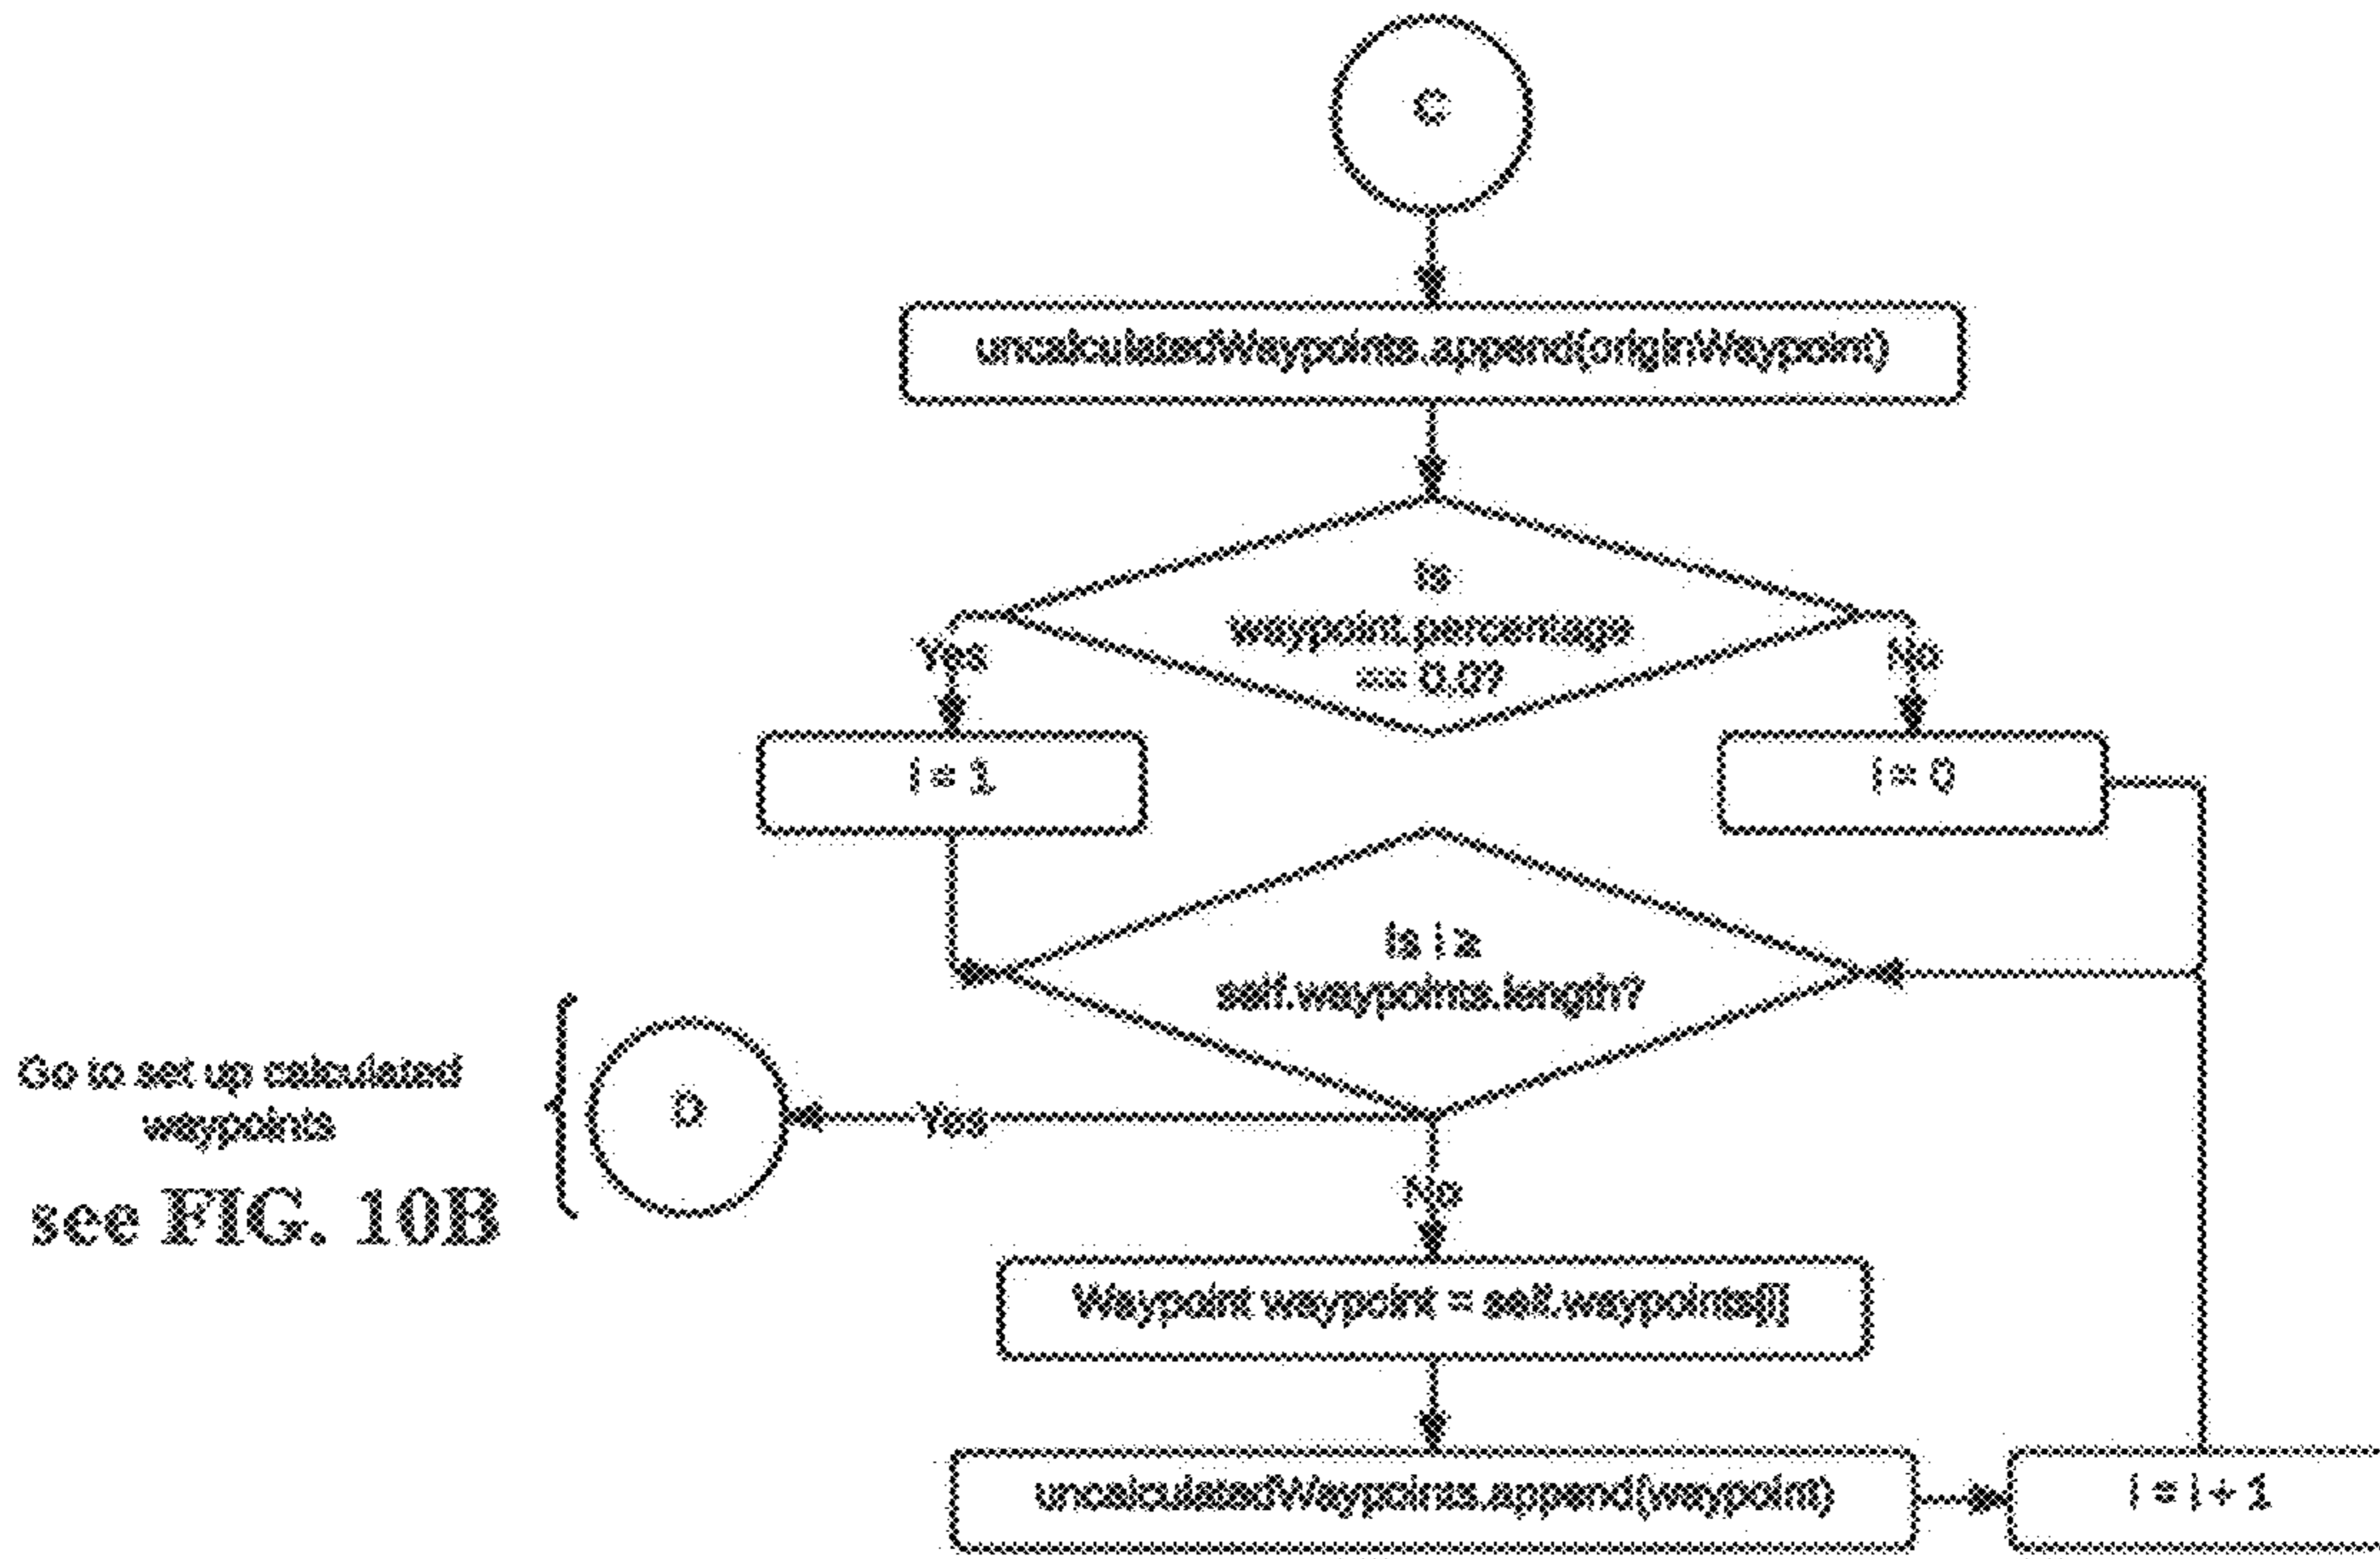 C
uncalculatedWaypoints.append(originWaypoint)
Is
waypoint.percentage
== 0.0?
Yes
No
i = 1
i = 0
Is i ≥
self.waypoints.length?
Go to set up calculated
waypoints
see FIG. 10B
D
Yes
No
Waypoint waypoint = self.waypoints[i]
uncalculatedWaypoints.append(waypoint)
i = i + 1